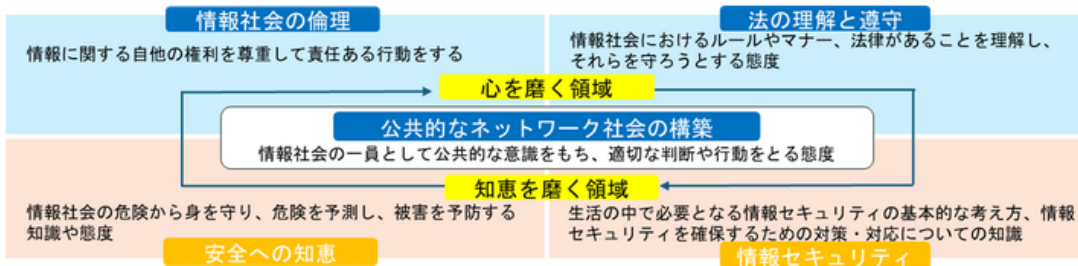 情報社会の倫理
情報に関する自他の権利を尊重して責任ある行動をする
法の理解と遵守
情報社会におけるルールやマナー、法律があることを理解し、
それらを守ろうとする態度
心を磨く領域
公共的なネットワーク社会の構築
情報社会の一員として公共的な意識をもち、適切な判断や行動をとる態度
知恵を磨く領域
情報社会の危険から身を守り、危険を予測し、被害を予防する
知識や態度
安全への知恵
生活の中で必要となる情報セキュリティの基本的な考え方、情報
セキュリティを確保するための対策・対応についての知識
情報セキュリティ